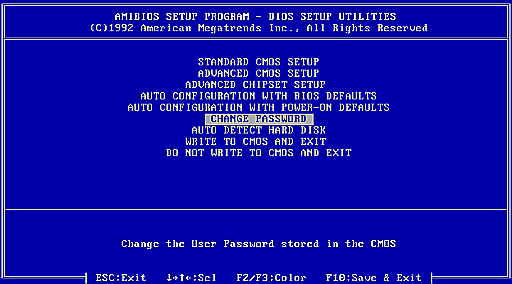 AMIBIOS SETUP PROGRAM - BIOS SETUP UTILITIES
(C)1992 American Megatrends Inc., All Rights Reserved
STANDARD CMOS SETUP
ADVANCED CMOS SETUP
ADVANCED CHIPSET SETUP
AUTO CONFIGURATION WITH BIOS DEFAULTS
AUTO CONFIGURATION WITH POWER-ON DEFAULTS
CHANGE PASSWORD
AUTO DETECT HARD DISK
WRITE TO CMOS AND EXIT
DO NOT WRITE TO CMOS AND EXIT
Change the User Password stored in the CMOS
ESC:Exit ↓→↑←:Sel F2/F3:Color F10:Save & Exit